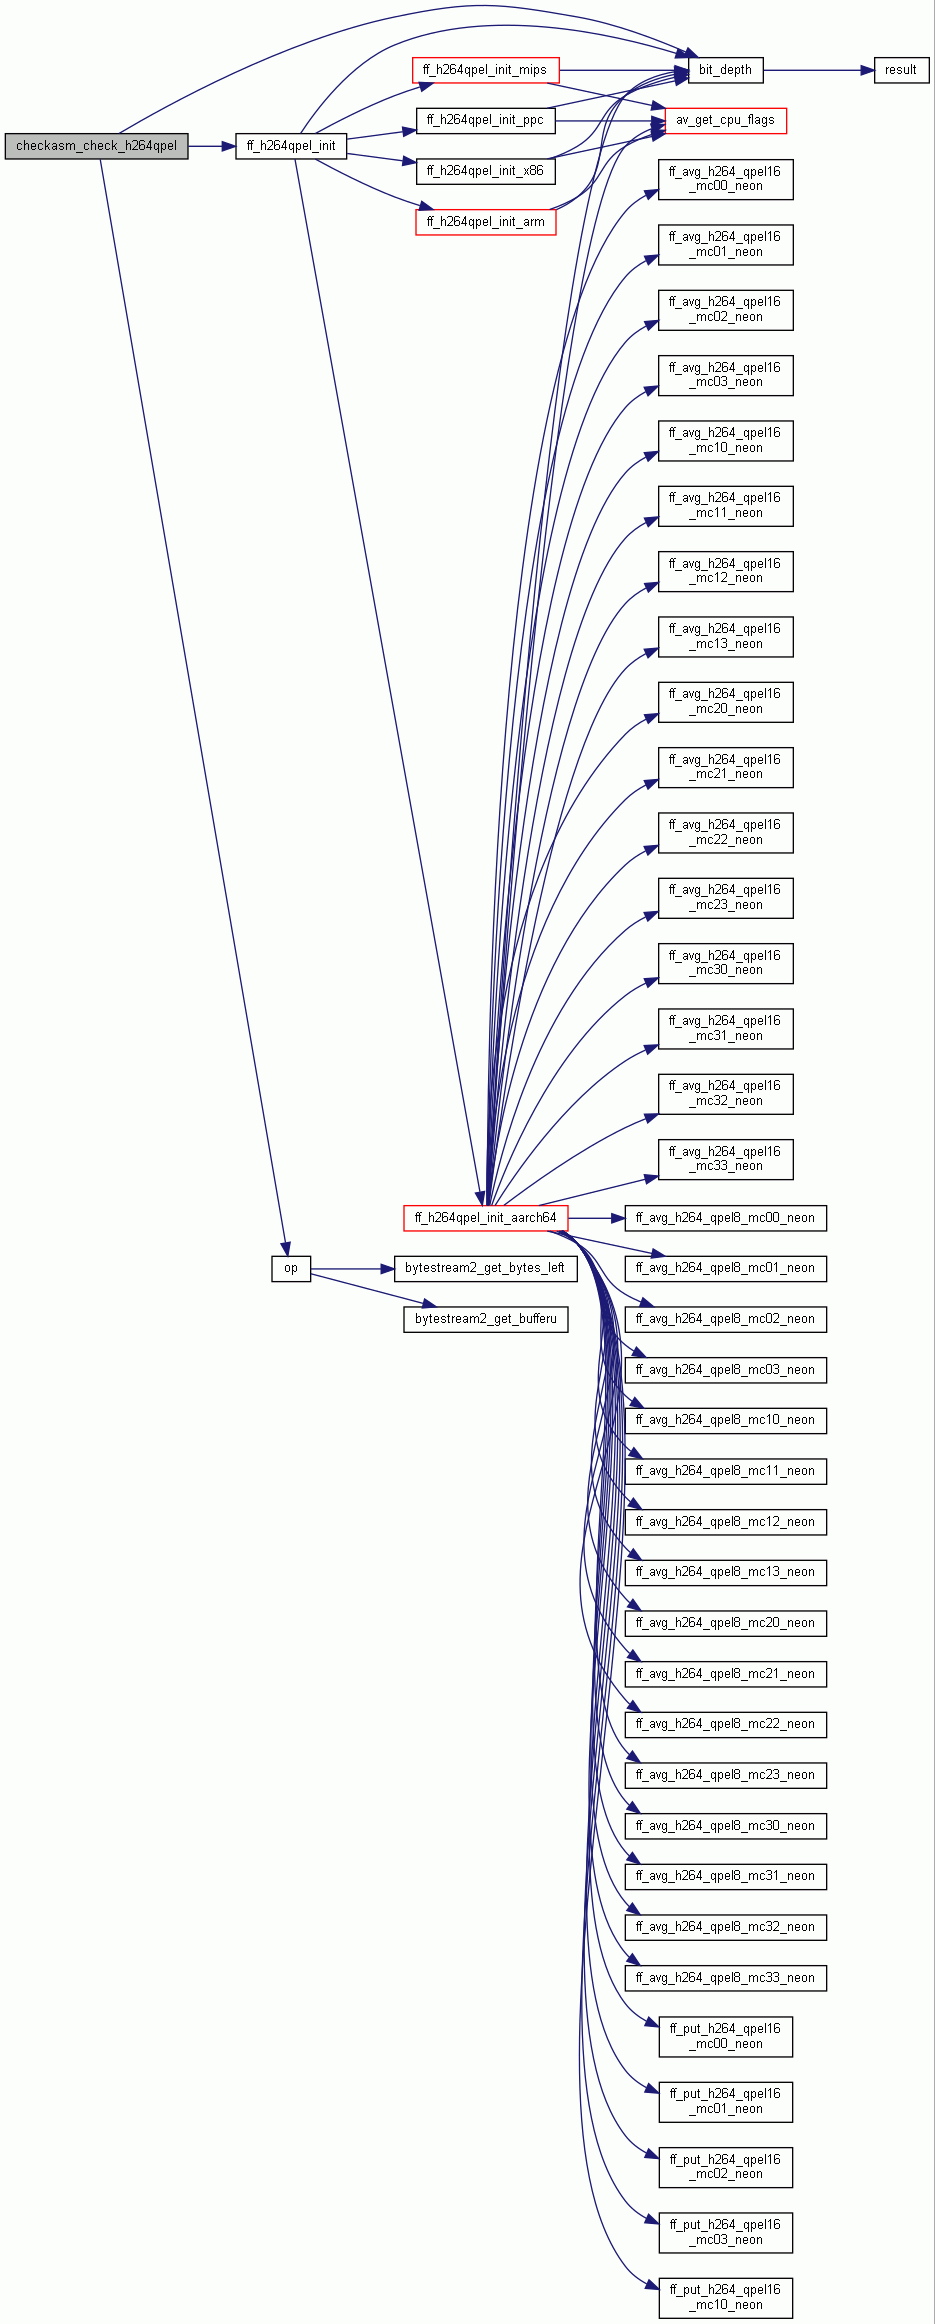 checkasm_check_h264qpel
ff_h264qpel_init
ff_h264qpel_init_mips
ff_h264qpel_init_ppc
ff_h264qpel_init_x86
ff_h264qpel_init_arm
bit_depth
result
av_get_cpu_flags
ff_avg_h264_qpel16
_mc00_neon
ff_avg_h264_qpel16
_mc01_neon
ff_avg_h264_qpel16
_mc02_neon
ff_avg_h264_qpel16
_mc03_neon
ff_avg_h264_qpel16
_mc10_neon
ff_avg_h264_qpel16
_mc11_neon
ff_avg_h264_qpel16
_mc12_neon
ff_avg_h264_qpel16
_mc13_neon
ff_avg_h264_qpel16
_mc20_neon
ff_avg_h264_qpel16
_mc21_neon
ff_avg_h264_qpel16
_mc22_neon
ff_avg_h264_qpel16
_mc23_neon
ff_avg_h264_qpel16
_mc30_neon
ff_avg_h264_qpel16
_mc31_neon
ff_avg_h264_qpel16
_mc32_neon
ff_avg_h264_qpel16
_mc33_neon
ff_h264qpel_init_aarch64
op
bytestream2_get_bytes_left
bytestream2_get_bufferu
ff_avg_h264_qpel8_mc00_neon
ff_avg_h264_qpel8_mc01_neon
ff_avg_h264_qpel8_mc02_neon
ff_avg_h264_qpel8_mc03_neon
ff_avg_h264_qpel8_mc10_neon
ff_avg_h264_qpel8_mc11_neon
ff_avg_h264_qpel8_mc12_neon
ff_avg_h264_qpel8_mc13_neon
ff_avg_h264_qpel8_mc20_neon
ff_avg_h264_qpel8_mc21_neon
ff_avg_h264_qpel8_mc22_neon
ff_avg_h264_qpel8_mc23_neon
ff_avg_h264_qpel8_mc30_neon
ff_avg_h264_qpel8_mc31_neon
ff_avg_h264_qpel8_mc32_neon
ff_avg_h264_qpel8_mc33_neon
ff_put_h264_qpel16
_mc00_neon
ff_put_h264_qpel16
_mc01_neon
ff_put_h264_qpel16
_mc02_neon
ff_put_h264_qpel16
_mc03_neon
ff_put_h264_qpel16
_mc10_neon